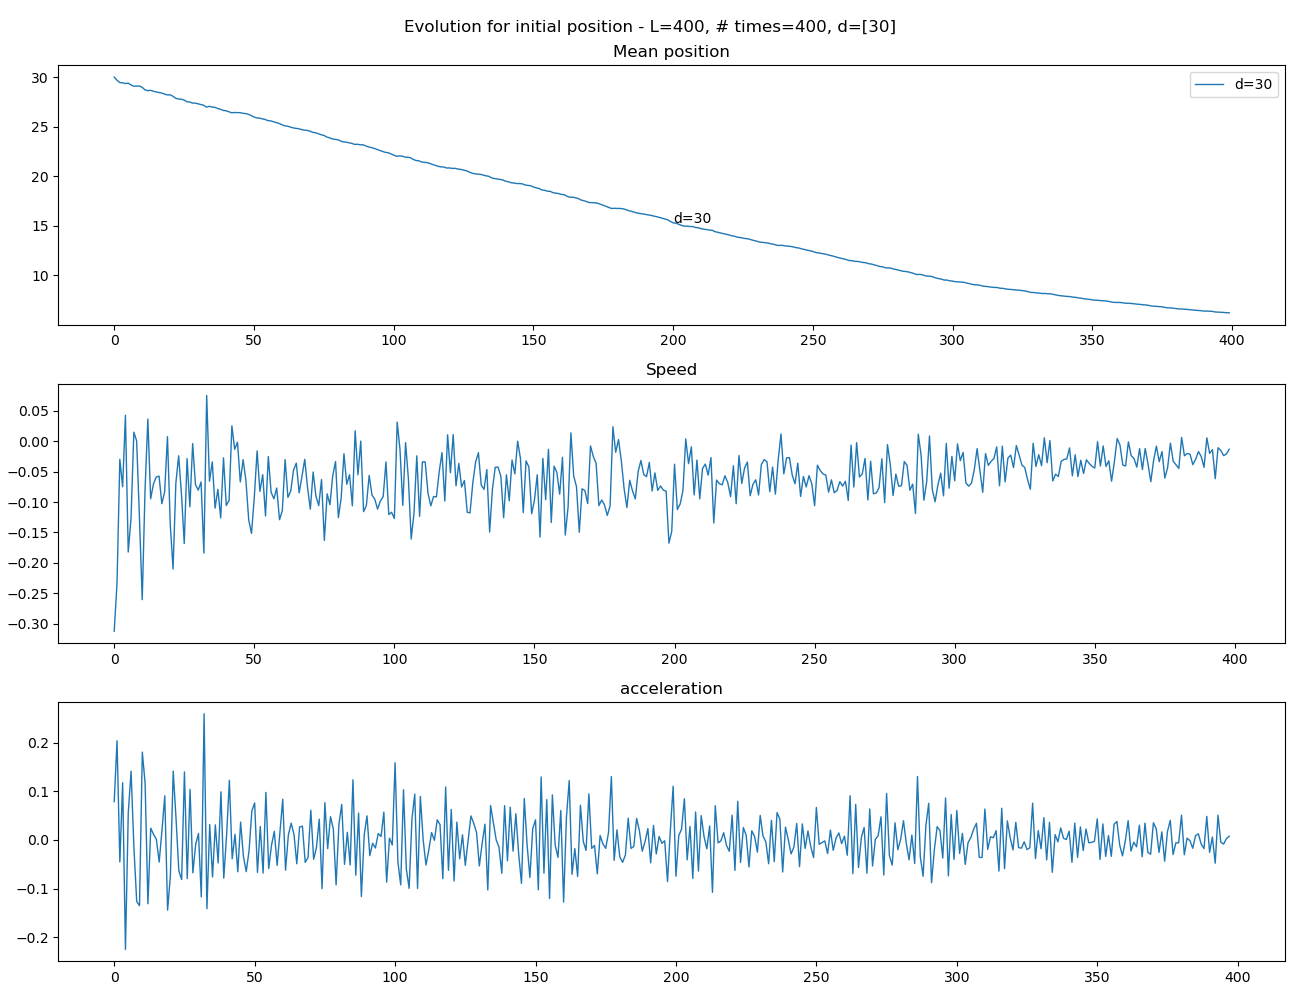 Evolution for initial position - L=400, # times=400, d=[30]
Mean position
30
25
20
15
10
d=30
d=30
0 50 100 150 200 250 300 350 400
Speed
0.05
0.00
−0.05
−0.10
−0.15
−0.20
−0.25
−0.30
0 50 100 150 200 250 300 350 400
acceleration
0.2
0.1
0.0
−0.1
−0.2
0 50 100 150 200 250 300 350 400